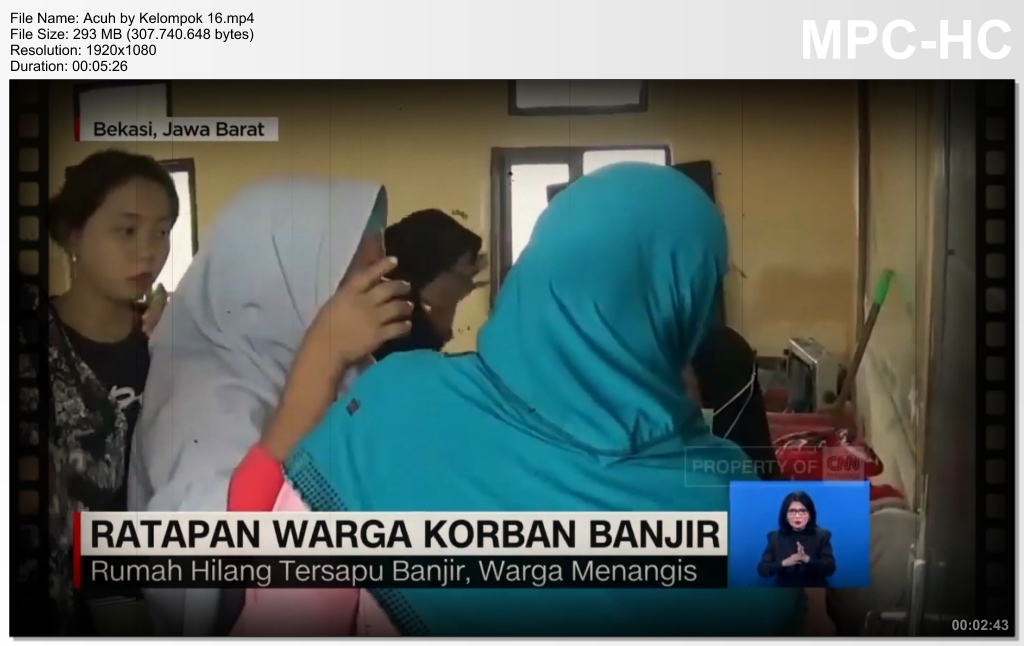 File Name: Acuh by Kelompok 16.mp4
File Size: 293 MB (307.740.648 bytes)
Resolution: 1920x1080
Duration: 00:05:26
MPC-HC
Bekasi, Jawa Barat
PROPERTY OF CNN
RATAPAN WARGA KORBAN BANJIR
Rumah Hilang Tersapu Banjir, Warga Menangis
00:02:43